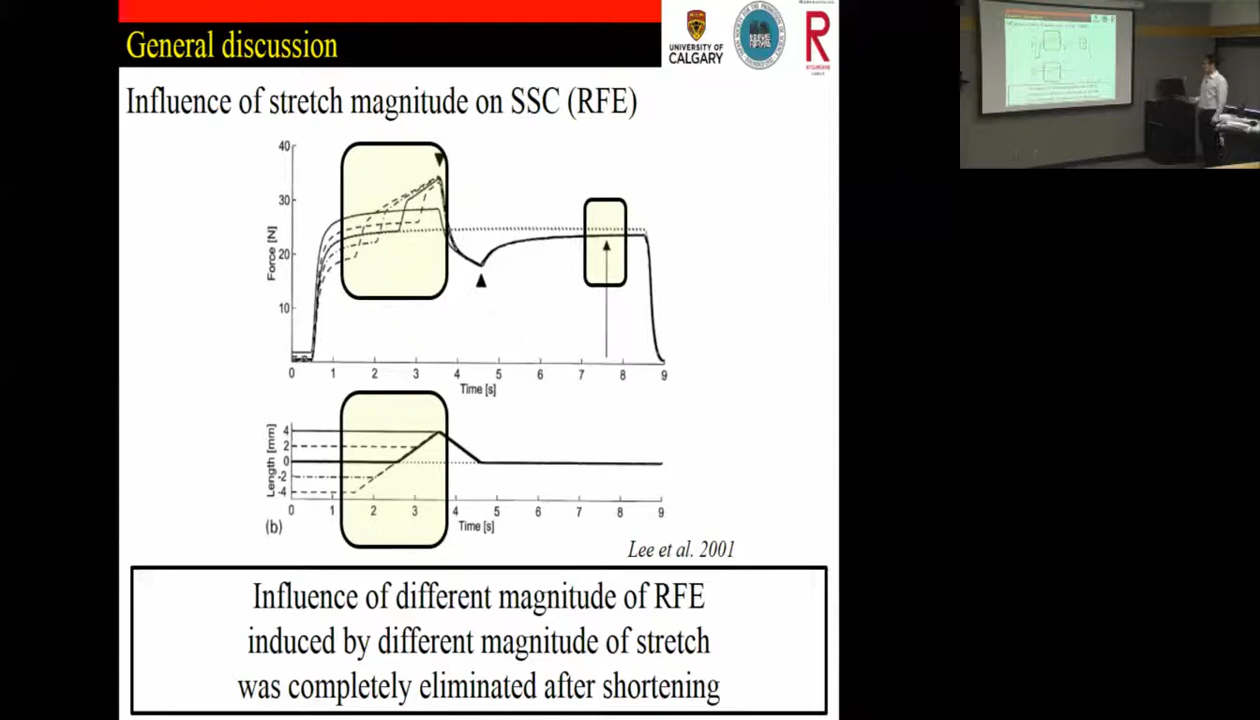 General discussion
UNIVERSITY OF
CALGARY
R
Influence of stretch magnitude on SSC (RFE)
40
30
20
10
Force [N]
0 1 2 3 4 5 6 7 8 9
Time [s]
4
2
0
-2
-4
Length [mm]
0 1 2 3 4 5 6 7 8 9
(b)
Time [s]
Lee et al. 2001
Influence of different magnitude of RFE
induced by different magnitude of stretch
was completely eliminated after shortening